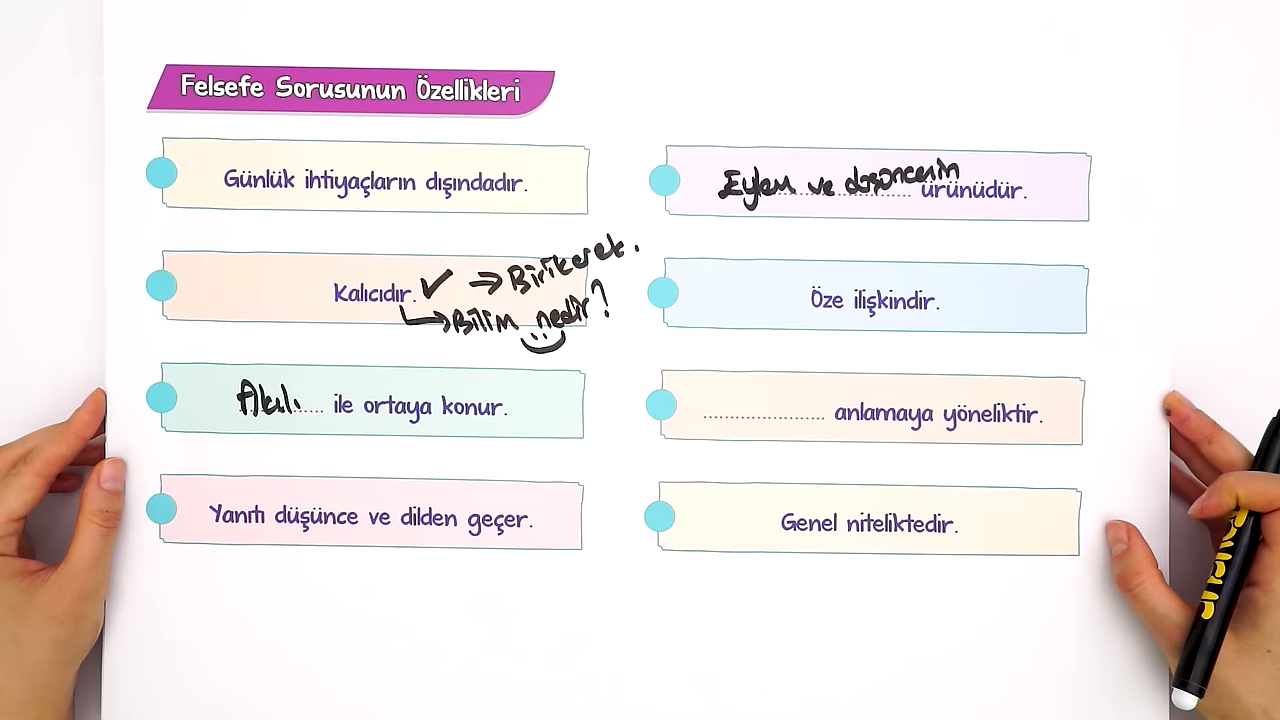 Felsefe Sorusunun Özellikleri
Günlük ihtiyaçların dışındadır.
Kalıcıdır. ✓ → Birikerek.
→ Bilim nedir?
Akıl ile ortaya konur.
Yanıtı düşünce ve dilden geçer.
Eylem ve düşüncenin ürünüdür.
Öze ilişkindir.
.................... anlamaya yöneliktir.
Genel niteliktedir.